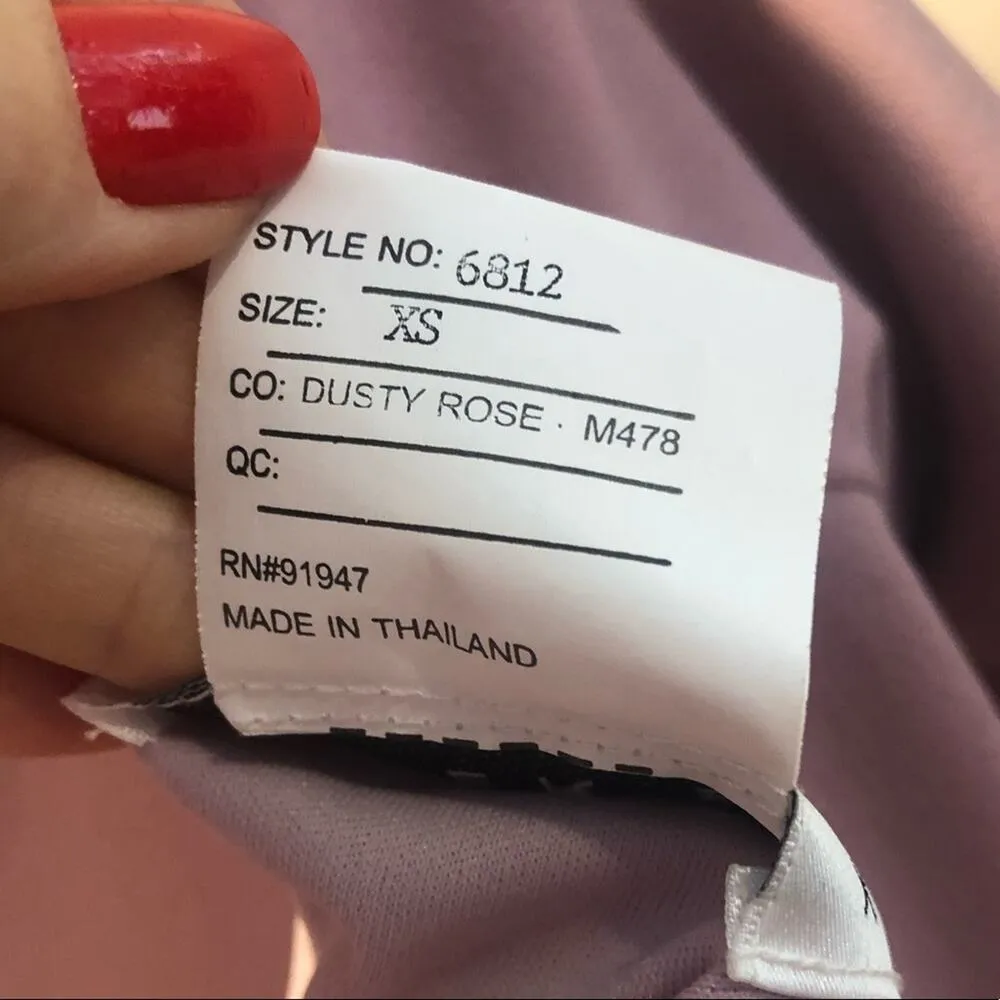 STYLE NO: 6812
SIZE: XS
CO: DUSTY ROSE · M478
QC:
RN#91947
MADE IN THAILAND